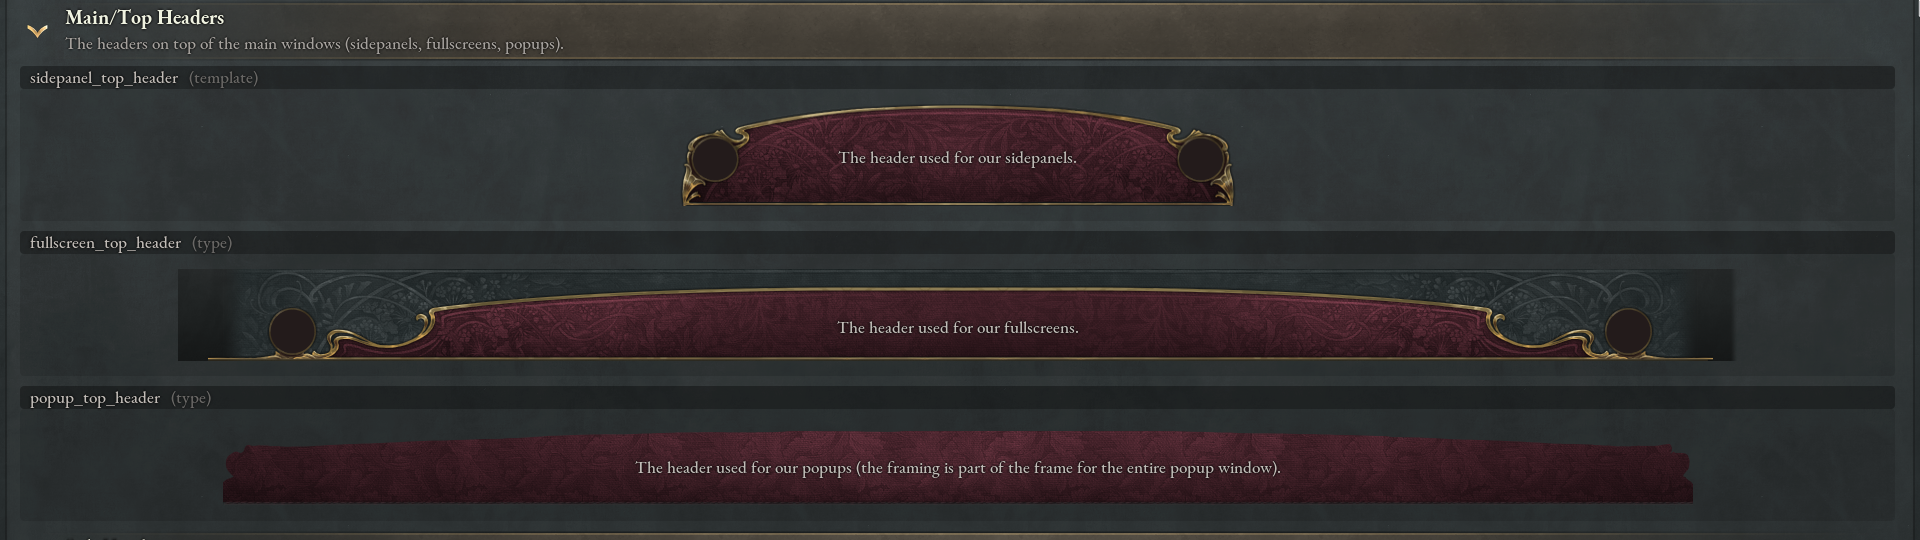 Main/Top Headers
The headers on top of the main windows (sidepanels, fullscreens, popups).
sidepanel_top_header (template)
The header used for our sidepanels.
fullscreen_top_header (type)
The header used for our fullscreens.
popup_top_header (type)
The header used for our popups (the framing is part of the frame for the entire popup window).